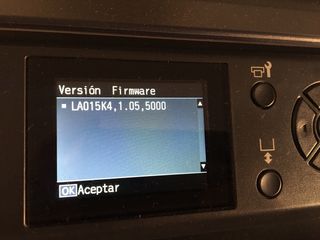 Versión Firmware
LA015K4,1.05,5000
OK Aceptar